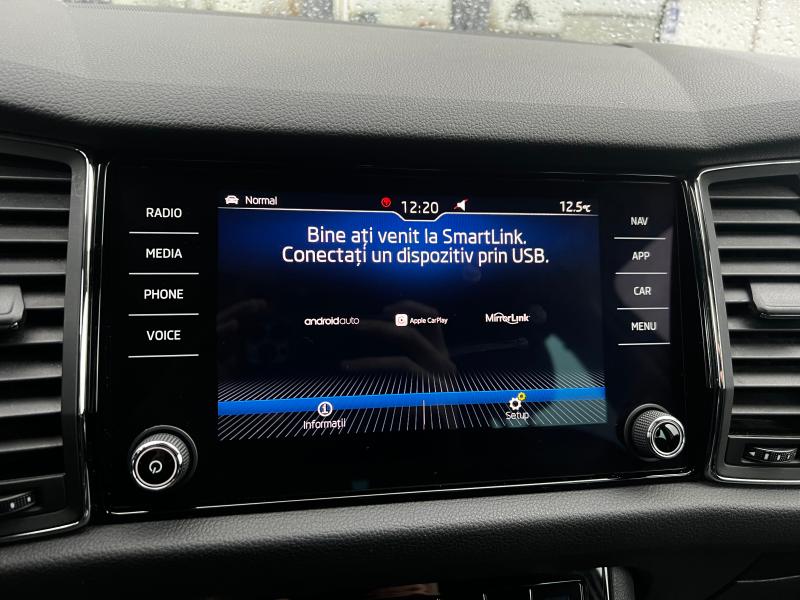 RADIO
MEDIA
PHONE
VOICE
Normal
12:20
12.5°C
Bine ați venit la SmartLink.
Conectați un dispozitiv prin USB.
androidauto
Apple CarPlay
MirrorLink
Informații
Setup
NAV
APP
CAR
MENU